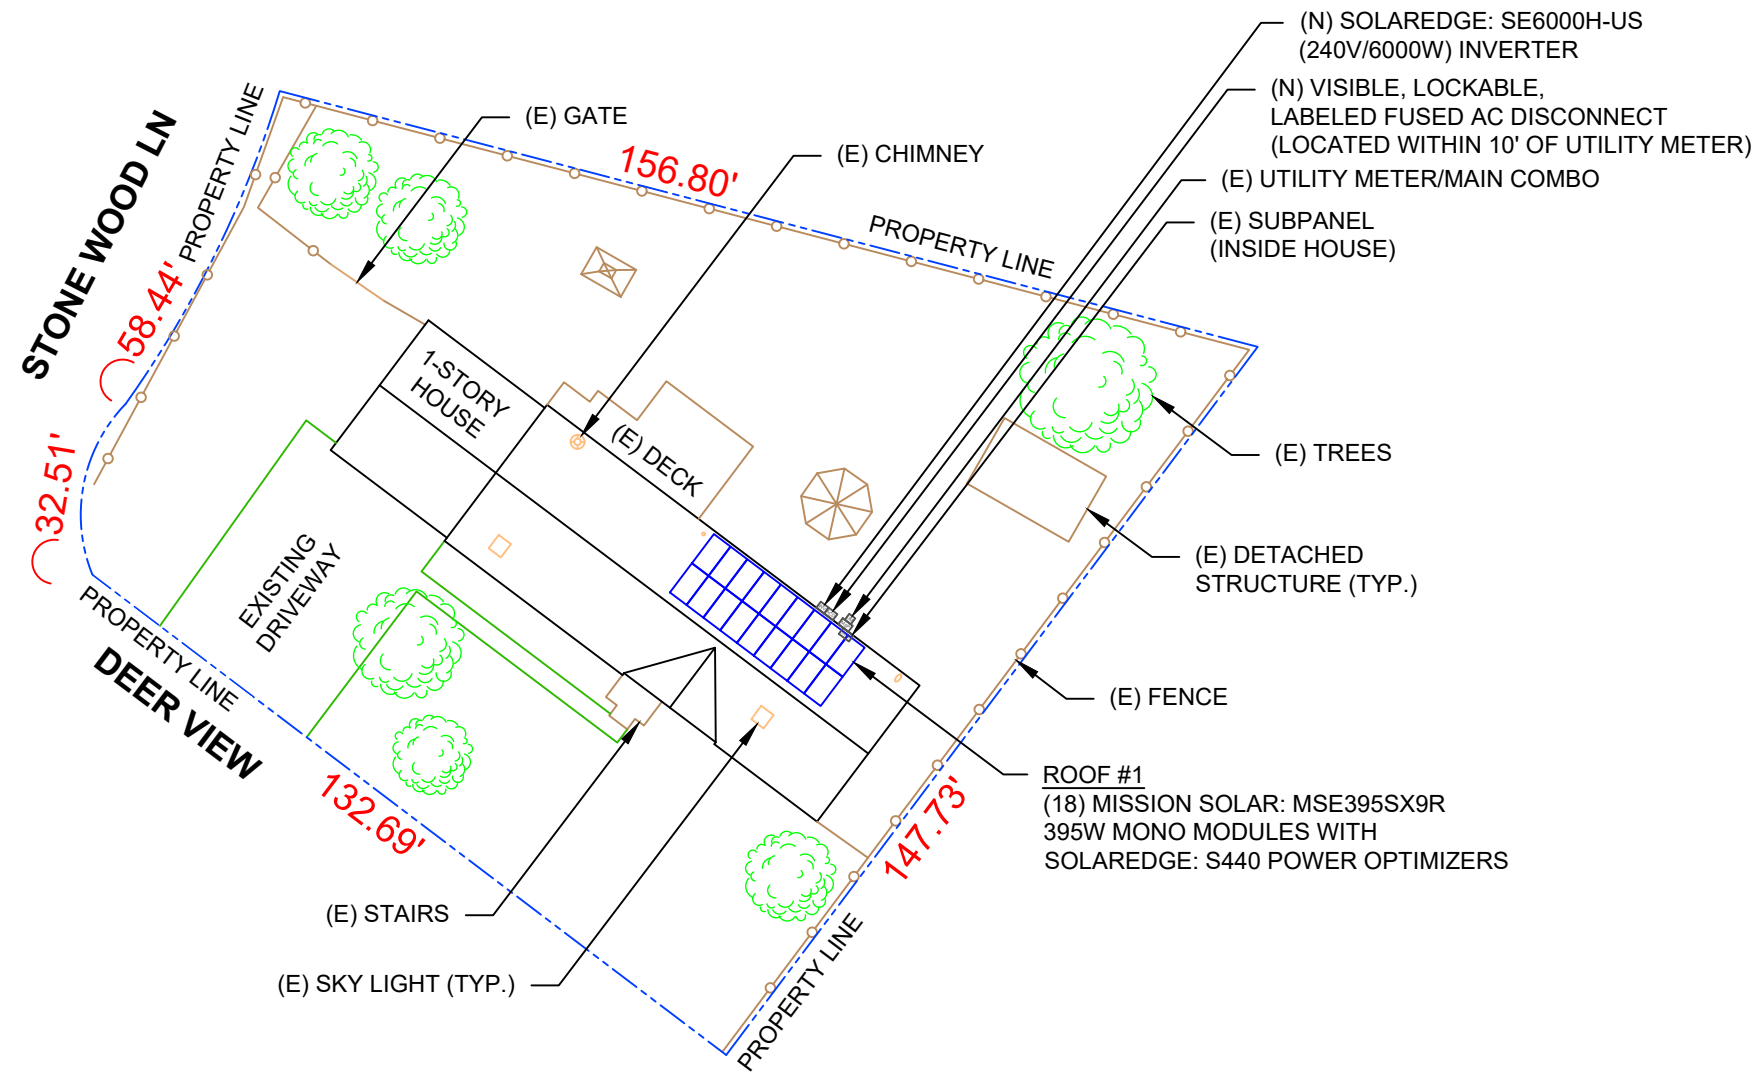 (N) SOLAREDGE: SE6000H-US
(240V/6000W) INVERTER
(N) VISIBLE, LOCKABLE,
LABELED FUSED AC DISCONNECT
(LOCATED WITHIN 10' OF UTILITY METER)
(E) UTILITY METER/MAIN COMBO
(E) SUBPANEL
(INSIDE HOUSE)
(E) GATE
(E) CHIMNEY
156.80'
PROPERTY LINE
PROPERTY LINE
STONE WOOD LN
58.44'
32.51'
1-STORY
HOUSE
(E) DECK
(E) TREES
(E) DETACHED
STRUCTURE (TYP.)
EXISTING
DRIVEWAY
PROPERTY LINE
DEER VIEW
132.69'
(E) FENCE
147.73'
ROOF #1
(18) MISSION SOLAR: MSE395SX9R
395W MONO MODULES WITH
SOLAREDGE: S440 POWER OPTIMIZERS
(E) STAIRS
(E) SKY LIGHT (TYP.)
PROPERTY LINE